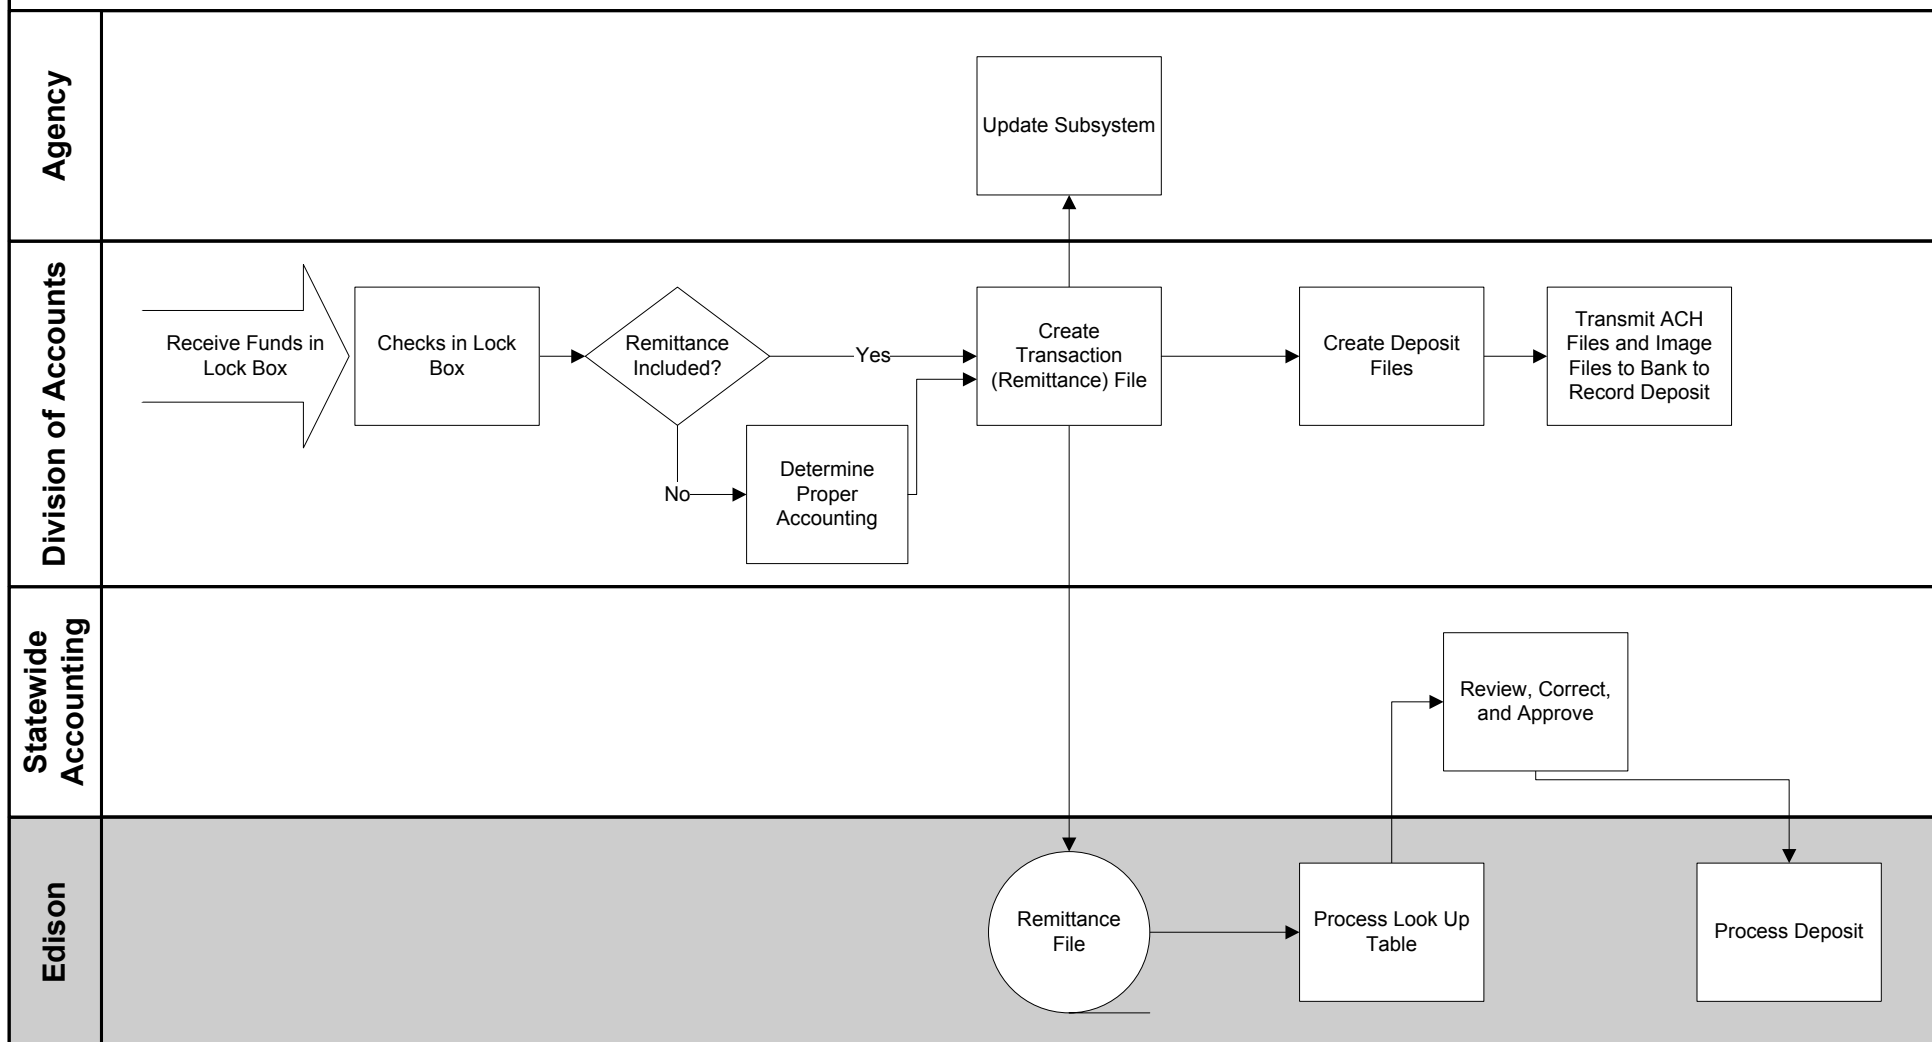 Agency
Update Subsystem
Division of Accounts
Receive Funds in
Lock Box
Checks in Lock
Box
Remittance
Included?
Yes
No
Determine
Proper
Accounting
Create
Transaction
(Remittance) File
Create Deposit
Files
Transmit ACH
Files and Image
Files to Bank to
Record Deposit
Statewide
Accounting
Review, Correct,
and Approve
Edison
Remittance
File
Process Look Up
Table
Process Deposit